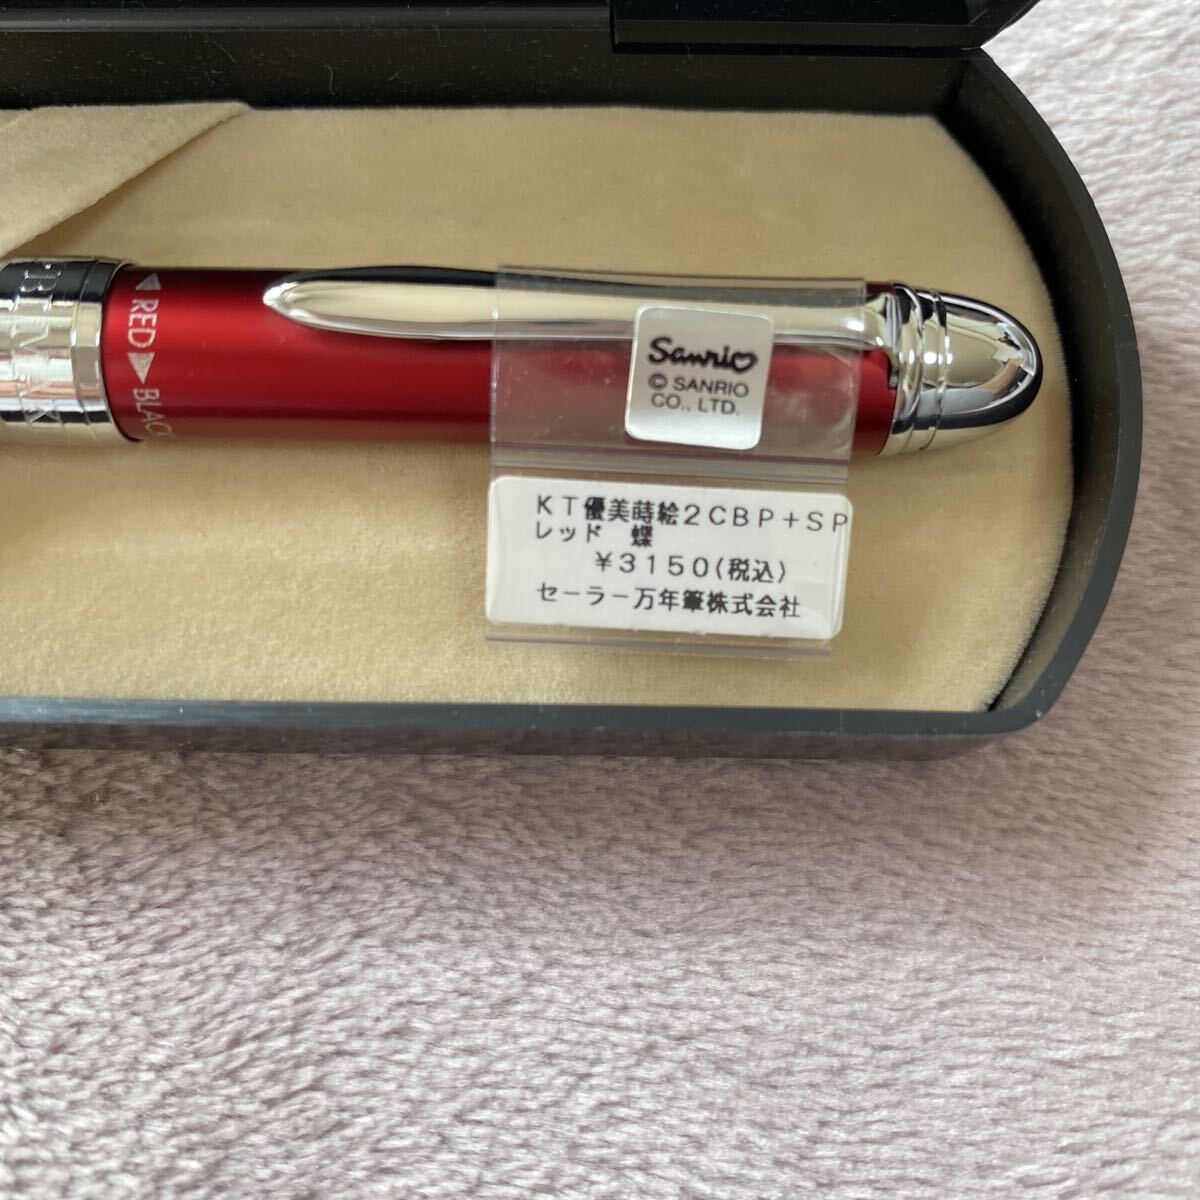 ◀RED▶BLACK
Sanrio
© SANRIO
CO., LTD.
KT優美蒔絵2CBP+SP
レッド 蝶
¥3150(税込)
セーラー万年筆株式会社